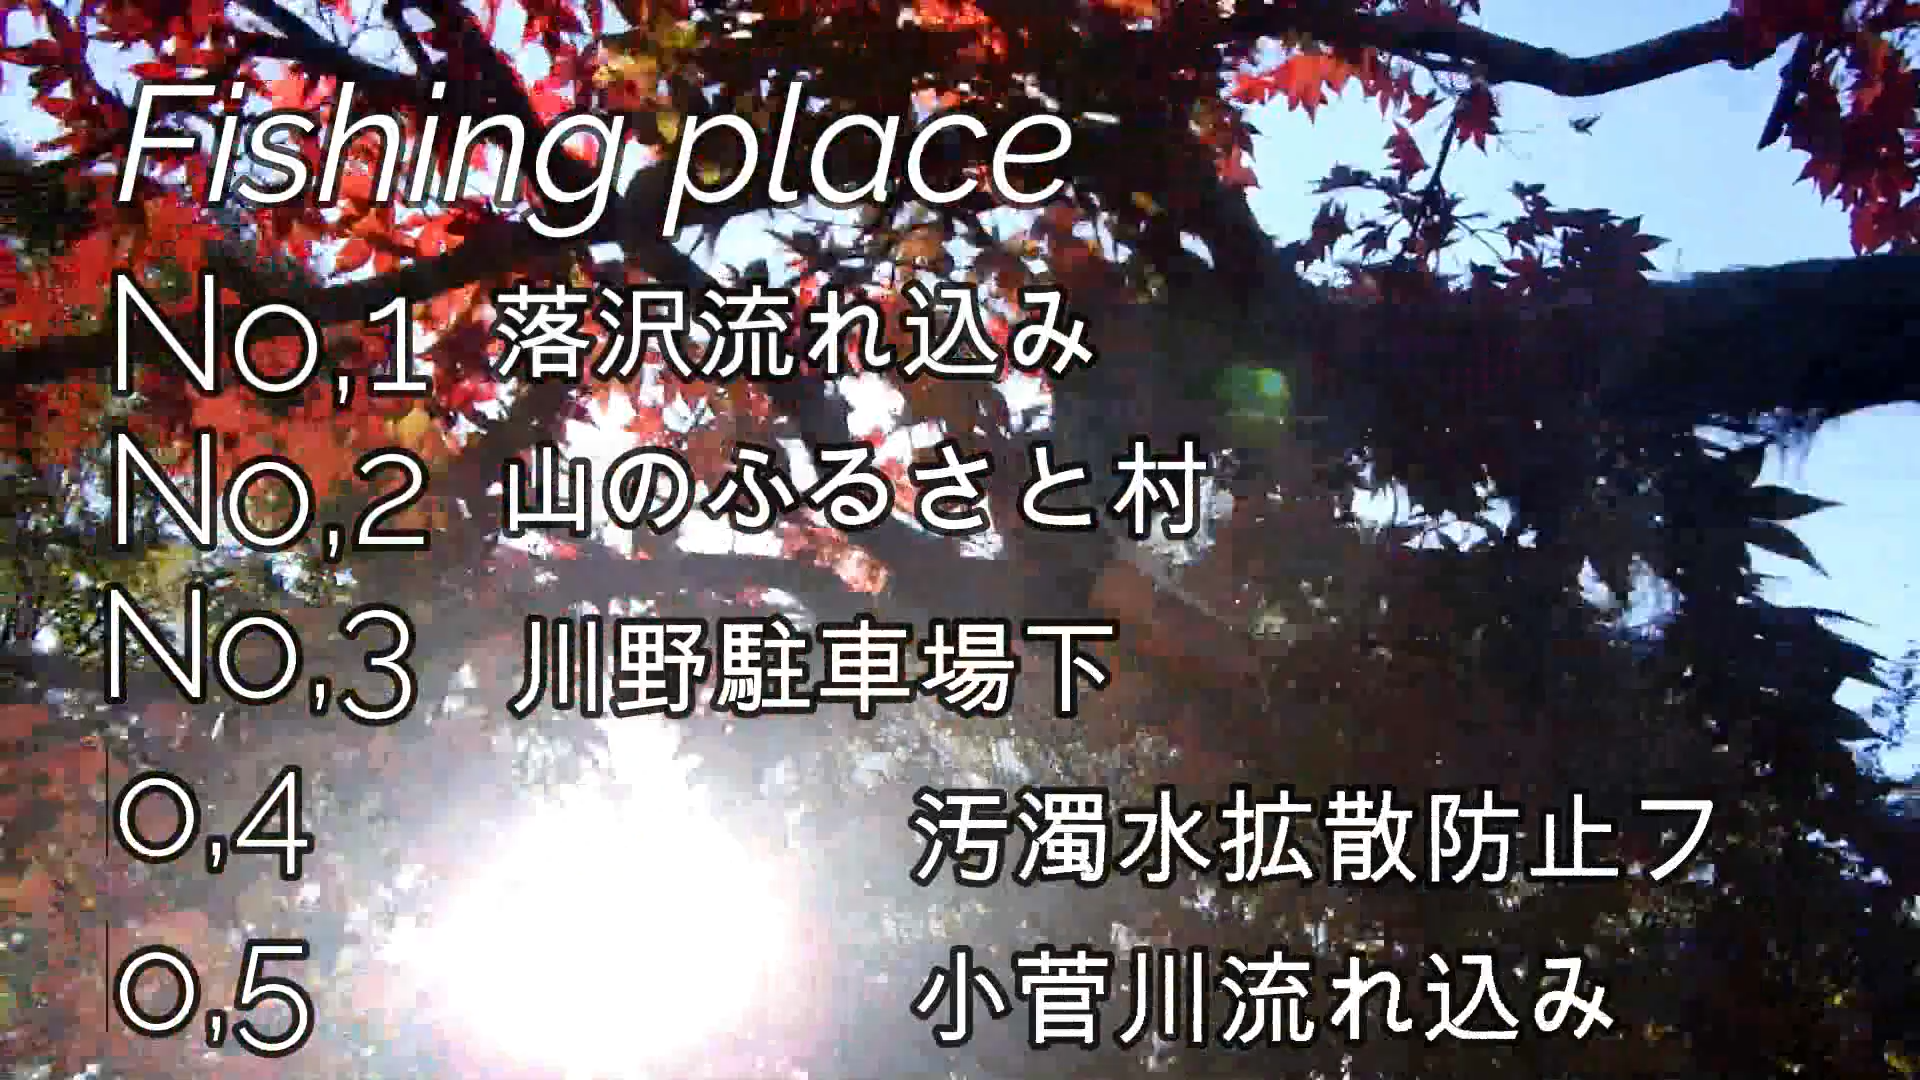 Fishing place
No,1 落沢流れ込み
No,2 山のふるさと村
No,3 川野駐車場下
o,4 汚濁水拡散防止フ
o,5 小菅川流れ込み